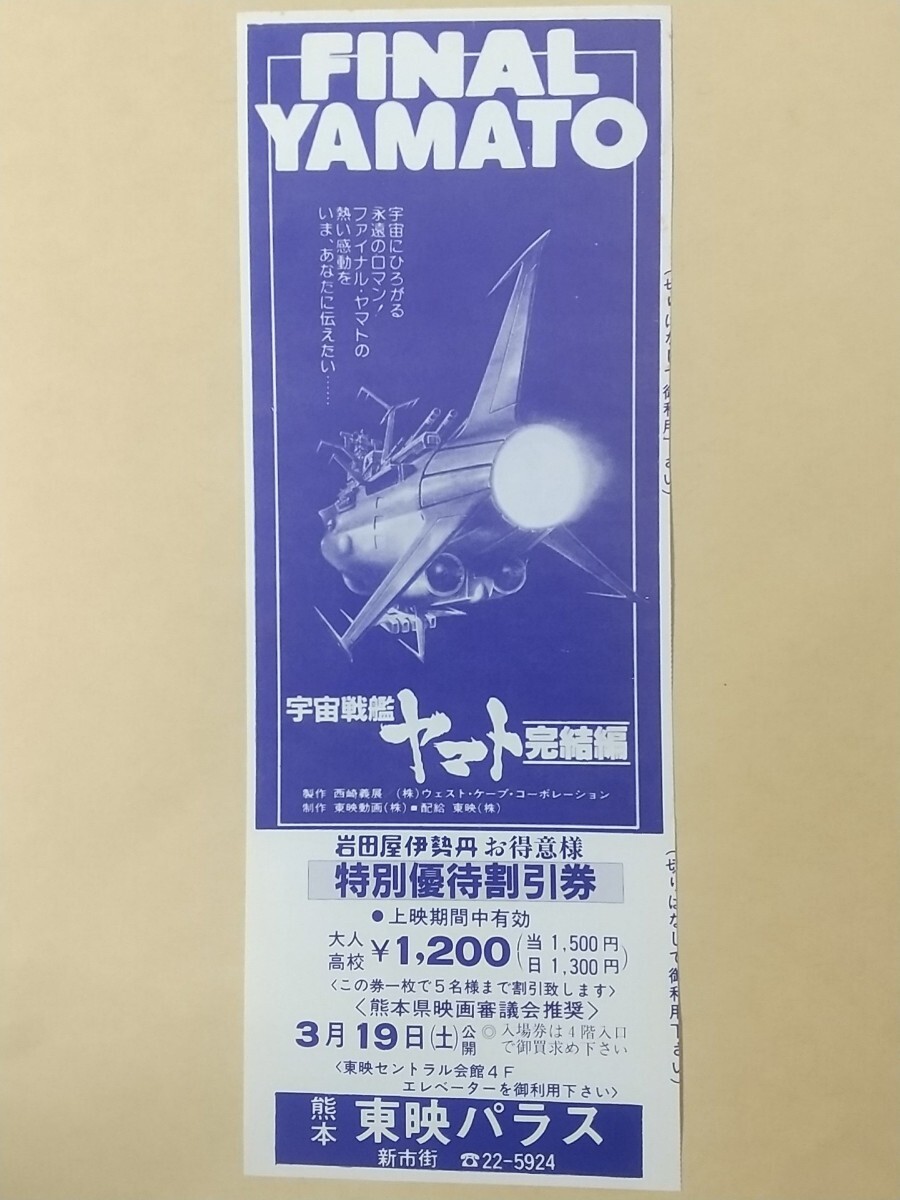 FINAL
YAMATO
宇宙にひろがる
永遠のロマン！
ファイナル・ヤマトの
熱い感動を
いま、あなたに伝えたい……
宇宙戦艦
ヤマト
完結編
製作 西崎義展 (株)ウェスト・ケープ・コーポレーション
制作 東映動画(株)■配給 東映(株)
岩田屋伊勢丹お得意様
特別優待割引券
●上映期間中有効
大人 高校 ￥1,200 (当日 1,500円 1,300円)
〈この券一枚で5名様まで割引致します〉
〈熊本県映画審議会推奨〉
3月19日(土)公開 ◎入場券は4階入口
で御買求め下さい
〈東映セントラル会館4F
エレベーターを御利用下さい〉
熊本 東映パラス
新市街 ☎22-5924
(切りはなして御利用下さい)